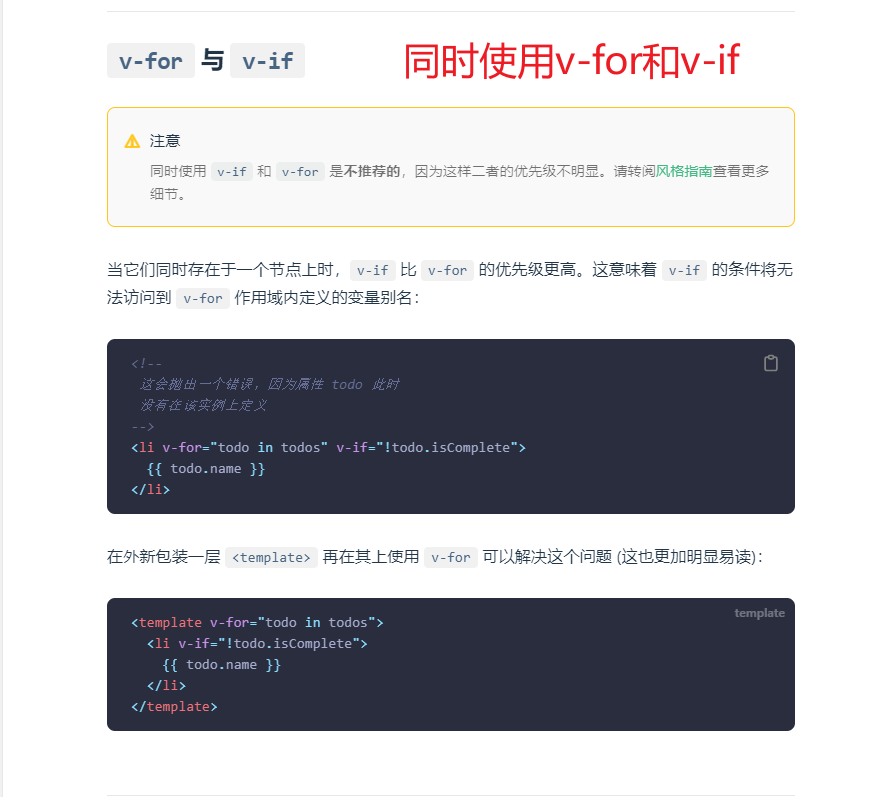 v-for 与 v-if
同时使用v-for和v-if
注意
同时使用 v-if 和 v-for 是不推荐的，因为这样二者的优先级不明显。请转阅风格指南查看更多
细节。
当它们同时存在于一个节点上时，v-if 比 v-for 的优先级更高。这意味着 v-if 的条件将无
法访问到 v-for 作用域内定义的变量别名：
<!--
这会抛出一个错误，因为属性 todo 此时
没有在该实例上定义
-->
<li v-for="todo in todos" v-if="!todo.isComplete">
{{ todo.name }}
</li>
在外新包装一层 <template> 再在其上使用 v-for 可以解决这个问题 (这也更加明显易读)：
template
<template v-for="todo in todos">
<li v-if="!todo.isComplete">
{{ todo.name }}
</li>
</template>